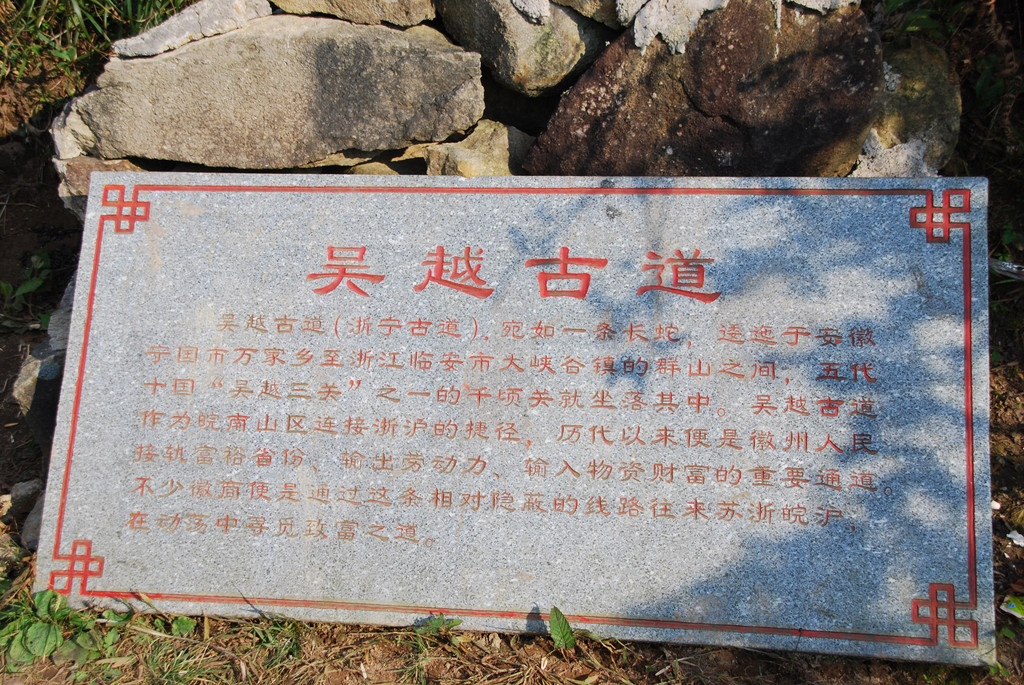 吴越古道
吴越古道(浙宁古道)，宛如一条长蛇，逶迤于安徽
宁国市万家乡至浙江临安市大峡谷镇的群山之间，五代
十国“吴越三关”之一的千顷关就坐落其中。吴越古道
作为皖南山区连接浙沪的捷径，历代以来便是徽州人民
接轨富裕省份、输出劳动力、输入物资财富的重要通道。
不少徽商便是通过这条相对隐蔽的线路往来苏浙皖沪，
在动荡中寻觅致富之道。